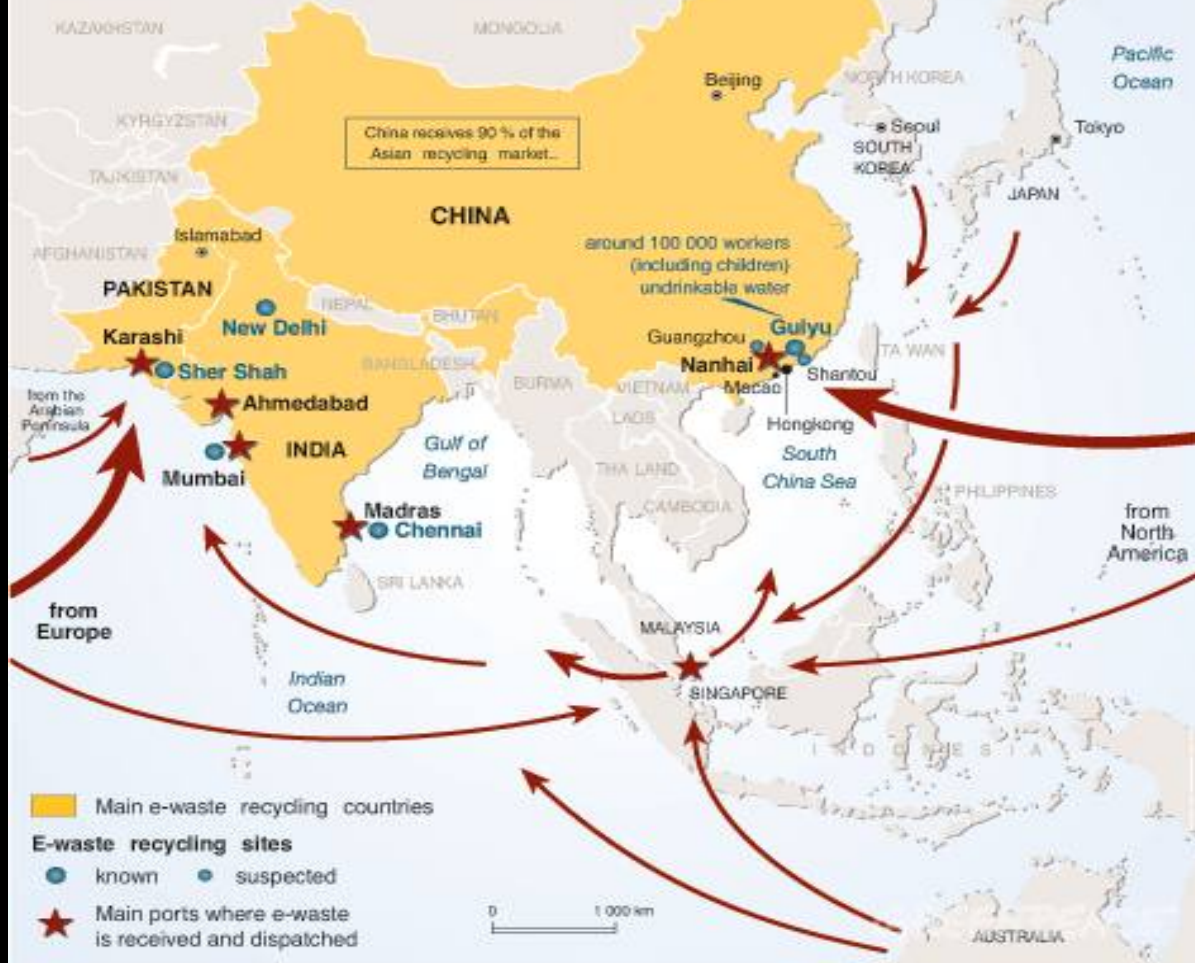 KAZAKHSTAN
MONGOLIA
Pacific
Ocean
Beijing
NORTH KOREA
KYRGYZSTAN
China receives 90 % of the
Asian recycling market...
Seoul
SOUTH
KOREA
Tokyo
TAJIKISTAN
JAPAN
CHINA
Islamabad
AFGHANISTAN
around 100 000 workers
(including children)
undrinkable water
PAKISTAN
NEPAL
BHUTAN
New Delhi
Karashi
Guiyu
Guangzhou
TA WAN
Sher Shah
BANGLADESH
Nanhai
Shantou
BURMA
VIETNAM
Macao
from the
Arabian
Peninsula
Ahmedabad
LAOS
Hongkong
Gulf of
Bengal
INDIA
South
China Sea
Mumbai
THA LAND
PHILIPPINES
CAMBODIA
Madras
Chennai
from
North
America
SRI LANKA
from
Europe
MALAYSIA
Indian
Ocean
SINGAPORE
INDONESIA
Main e-waste recycling countries
E-waste recycling sites
known
suspected
Main ports where e-waste
is received and dispatched
0
1 000 km
AUSTRALIA